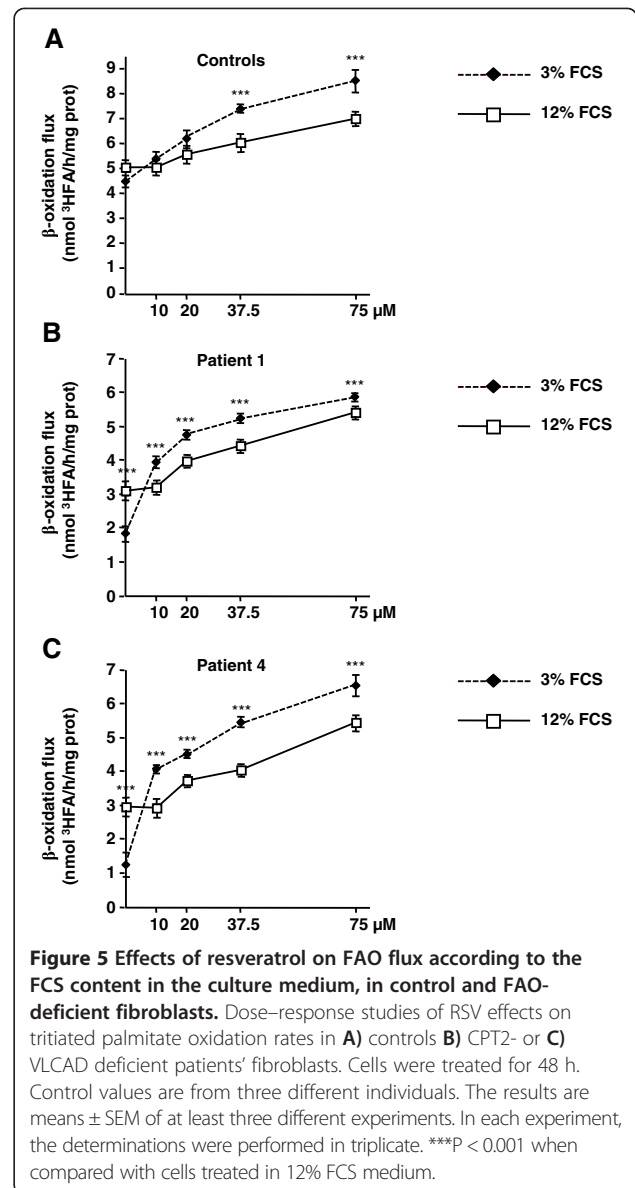 A
Controls
β-oxidation flux
(nmol ³HFA/h/mg prot)
9
8
7
6
5
4
3
2
1
0
***
***
10 20 37.5 75 µM
3% FCS
12% FCS
B
Patient 1
β-oxidation flux
(nmol ³HFA/h/mg prot)
7
6
5
4
3
2
1
0
***
***
***
***
***
10 20 37.5 75 µM
3% FCS
12% FCS
C
Patient 4
β-oxidation flux
(nmol ³HFA/h/mg prot)
7
6
5
4
3
2
1
0
***
***
***
***
***
10 20 37.5 75 µM
3% FCS
12% FCS
Figure 5 Effects of resveratrol on FAO flux according to the
FCS content in the culture medium, in control and FAO-
deficient fibroblasts. Dose–response studies of RSV effects on
tritiated palmitate oxidation rates in A) controls B) CPT2- or C)
VLCAD deficient patients' fibroblasts. Cells were treated for 48 h.
Control values are from three different individuals. The results are
means ± SEM of at least three different experiments. In each experiment,
the determinations were performed in triplicate. ***P < 0.001 when
compared with cells treated in 12% FCS medium.